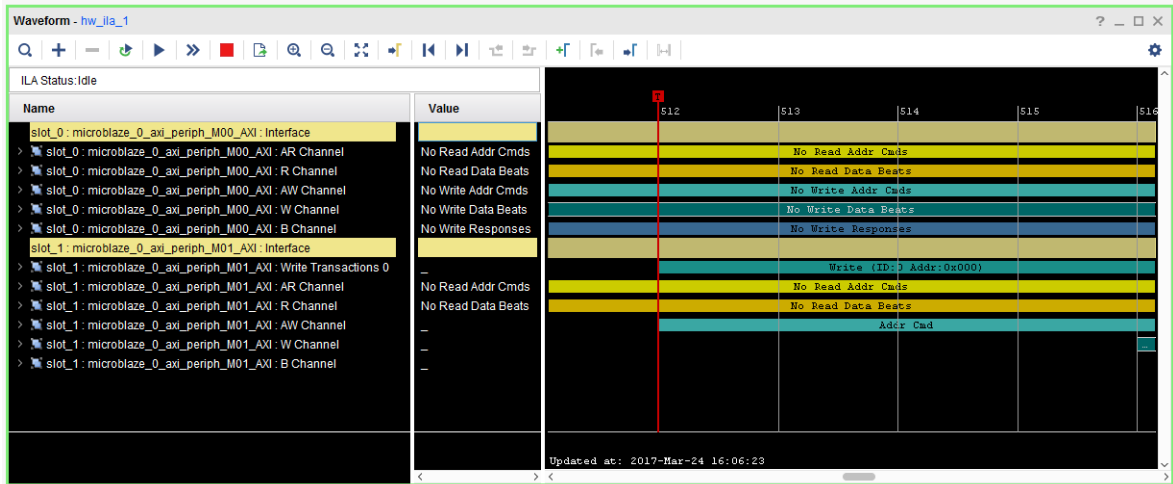 Waveform - hw_ila_1
ILA Status:Idle
Name Value
512 513 514 515 516
slot_0 : microblaze_0_axi_periph_M00_AXI : Interface
slot_0 : microblaze_0_axi_periph_M00_AXI : AR Channel No Read Addr Cmds No Read Addr Cmds
slot_0 : microblaze_0_axi_periph_M00_AXI : R Channel No Read Data Beats No Read Data Beats
slot_0 : microblaze_0_axi_periph_M00_AXI : AW Channel No Write Addr Cmds No Write Addr Cmds
slot_0 : microblaze_0_axi_periph_M00_AXI : W Channel No Write Data Beats No Write Data Beats
slot_0 : microblaze_0_axi_periph_M00_AXI : B Channel No Write Responses No Write Responses
slot_1 : microblaze_0_axi_periph_M01_AXI : Interface
slot_1 : microblaze_0_axi_periph_M01_AXI : Write Transactions 0 _ Write (ID:0 Addr:0x000)
slot_1 : microblaze_0_axi_periph_M01_AXI : AR Channel No Read Addr Cmds No Read Addr Cmds
slot_1 : microblaze_0_axi_periph_M01_AXI : R Channel No Read Data Beats No Read Data Beats
slot_1 : microblaze_0_axi_periph_M01_AXI : AW Channel _ Addr Cmd
slot_1 : microblaze_0_axi_periph_M01_AXI : W Channel _ _
slot_1 : microblaze_0_axi_periph_M01_AXI : B Channel _
Updated at: 2017-Mar-24 16:06:23